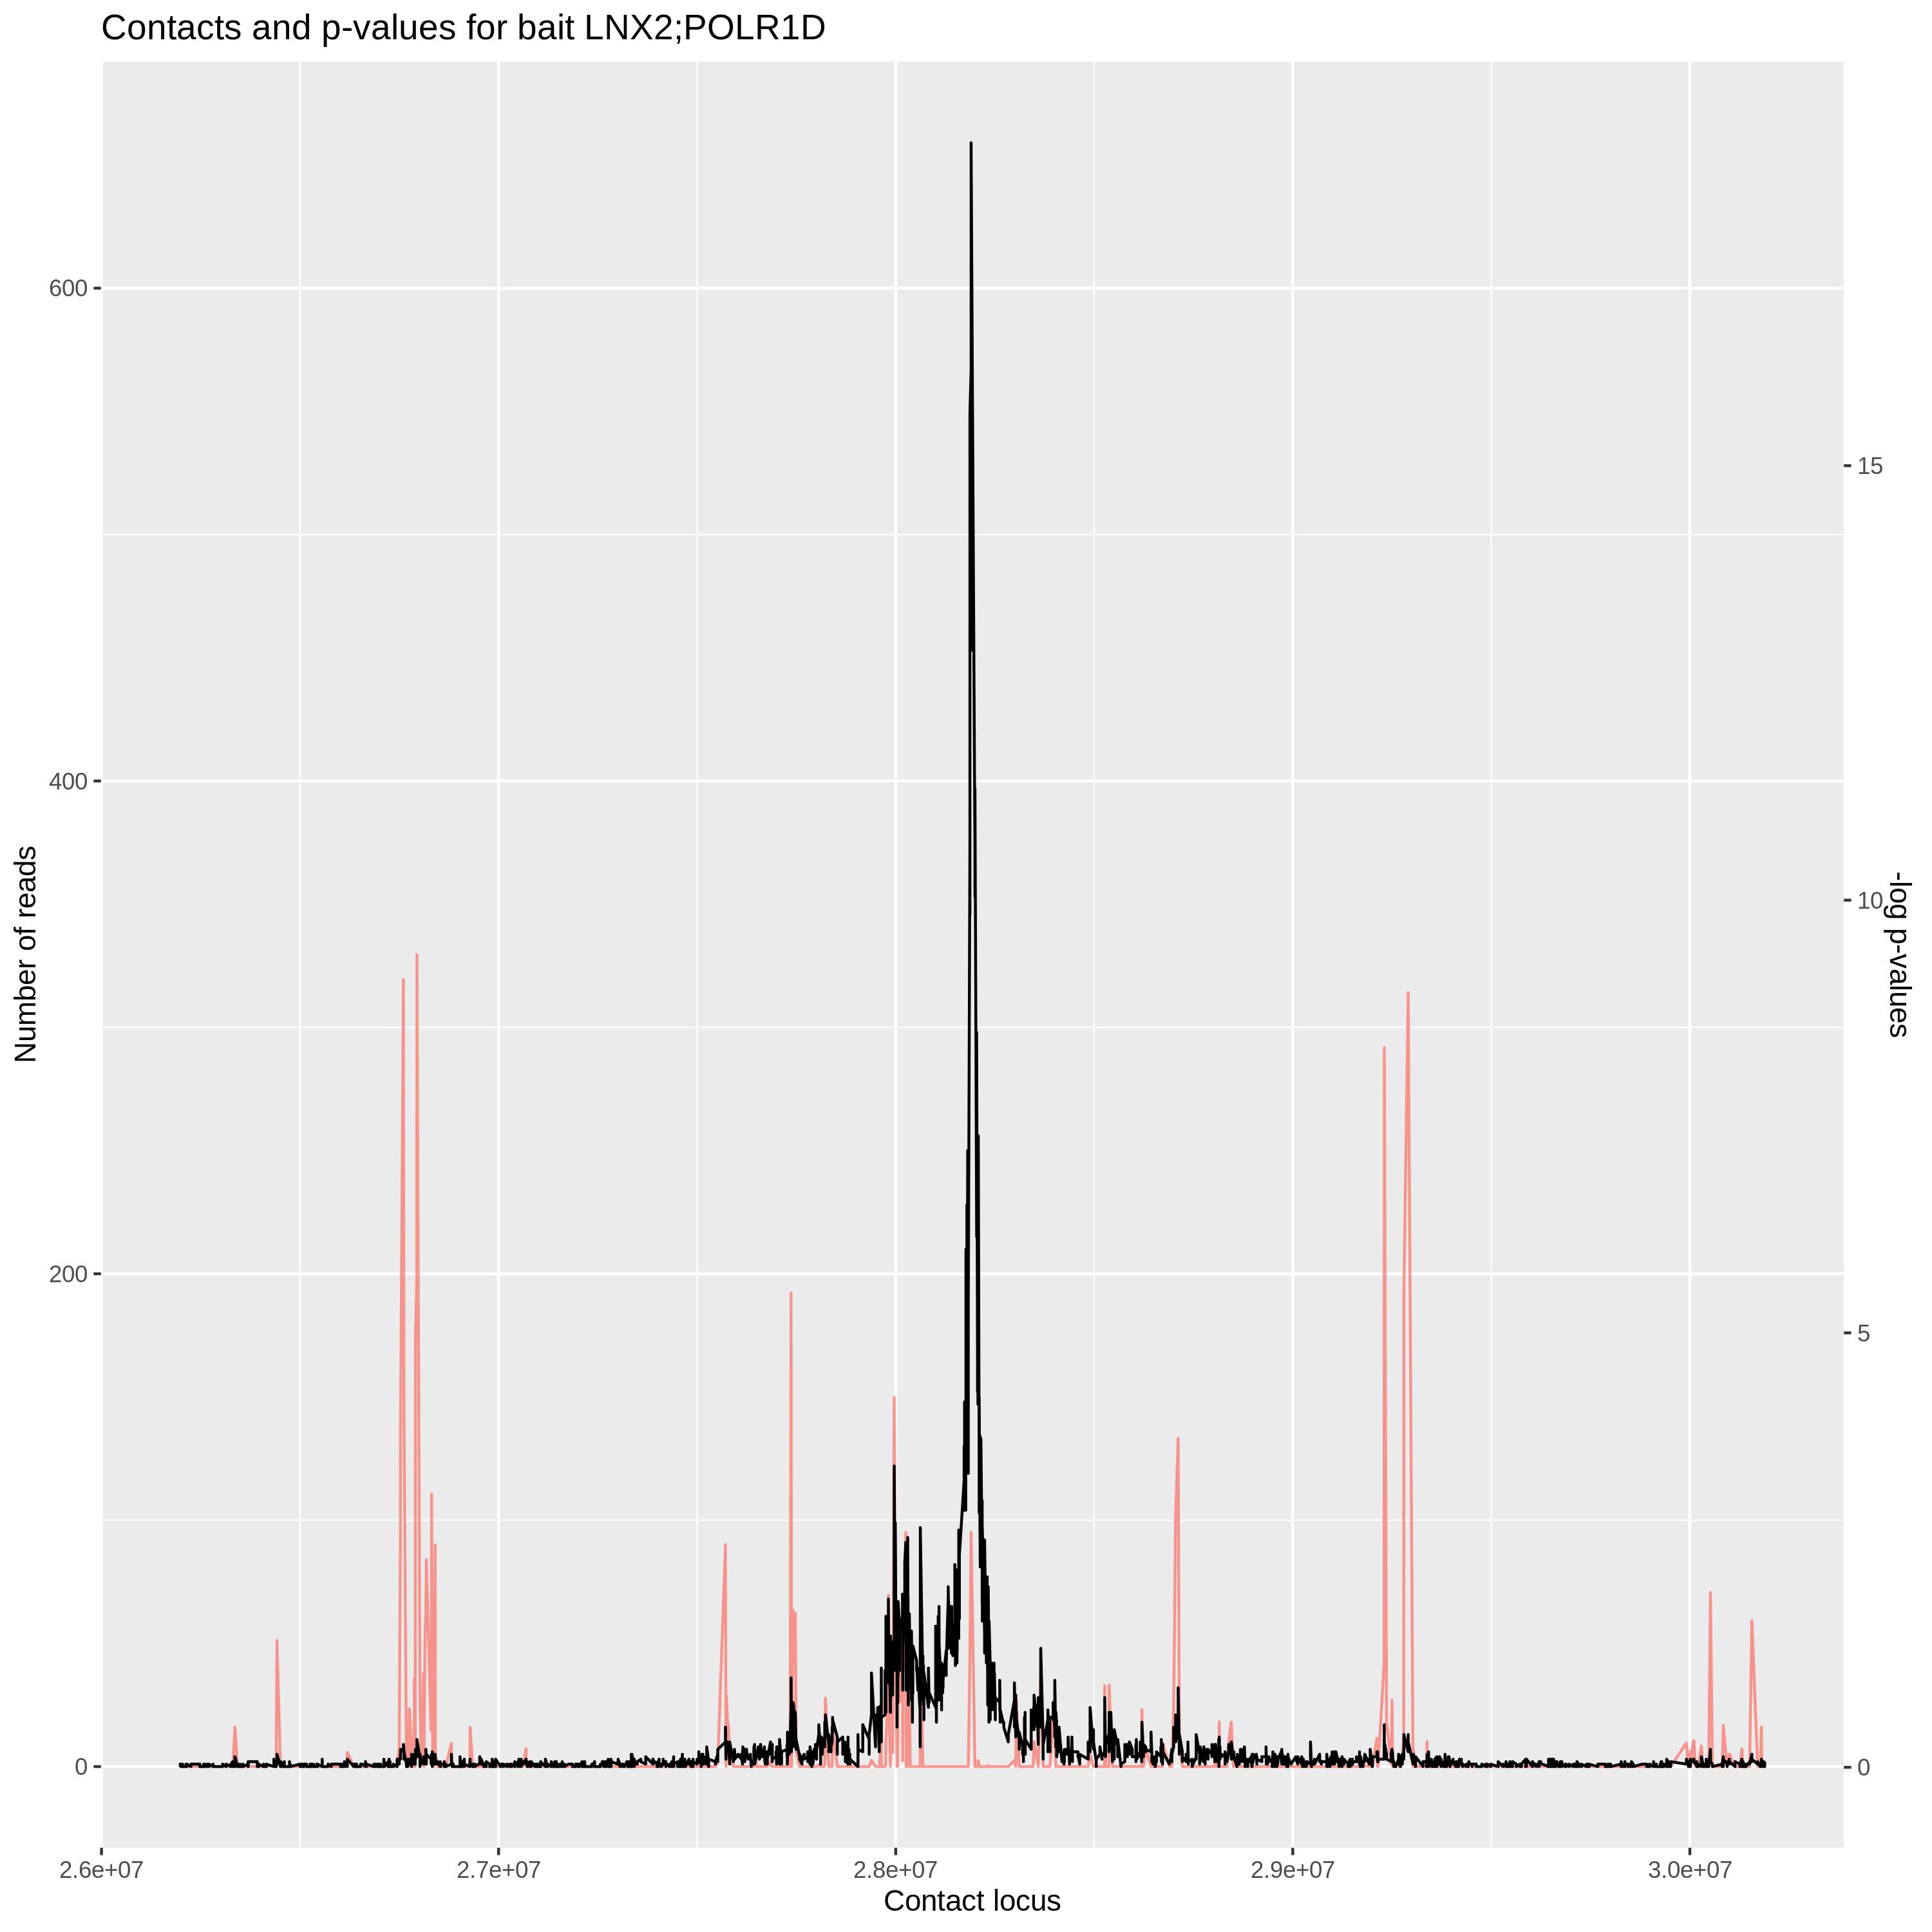 Contacts and p-values for bait LNX2;POLR1D
600
400
200
0
Number of reads
15
10
5
0
-log p-values
2.6e+07
2.7e+07
2.8e+07
2.9e+07
3.0e+07
Contact locus